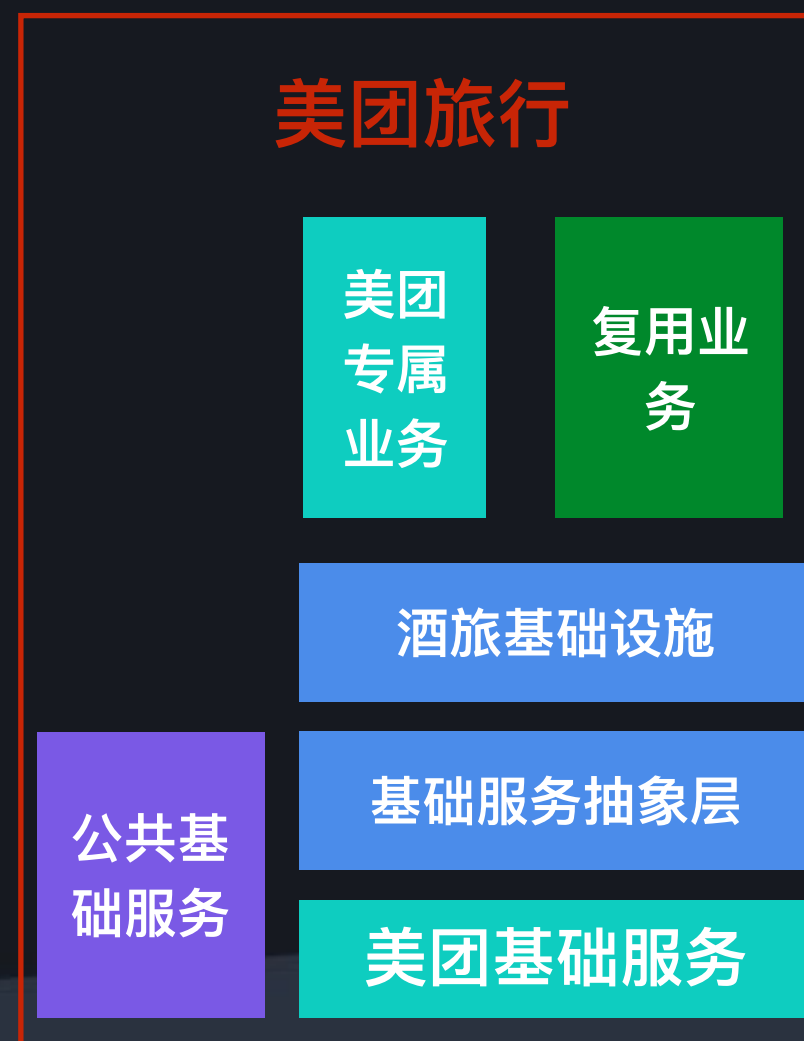 美团旅行
美团
专属
业务
复用业
务
酒旅基础设施
基础服务抽象层
公共基
础服务
美团基础服务